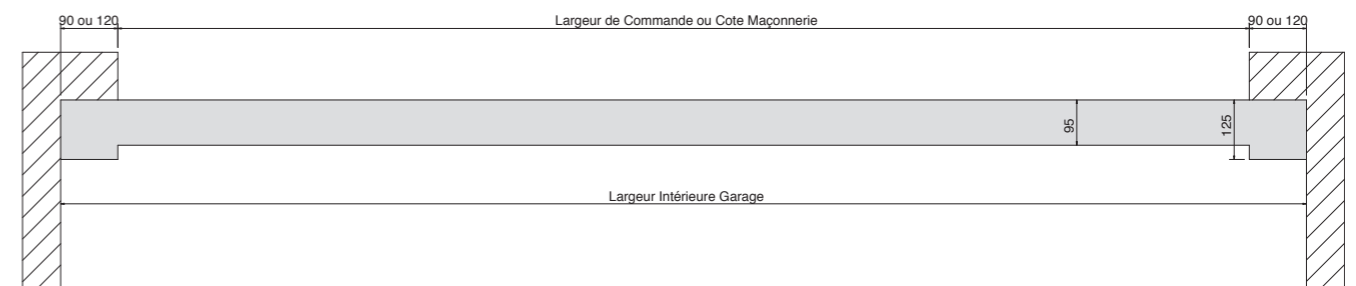 90 ou 120 Largeur de Commande ou Cote Maçonnerie 90 ou 120
95
125
Largeur Intérieure Garage